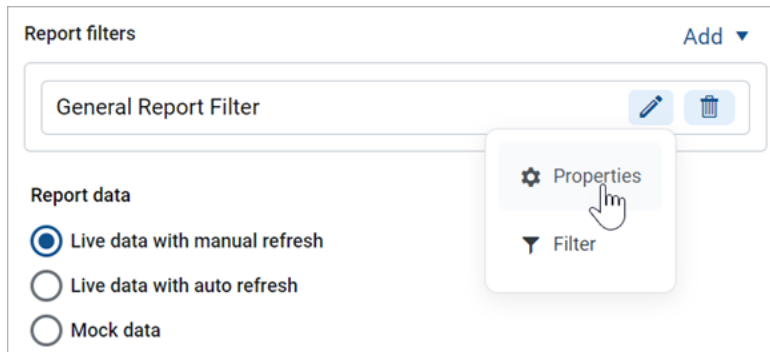 Report filters
Add
General Report Filter
Properties
Report data
Live data with manual refresh
Filter
Live data with auto refresh
Mock data